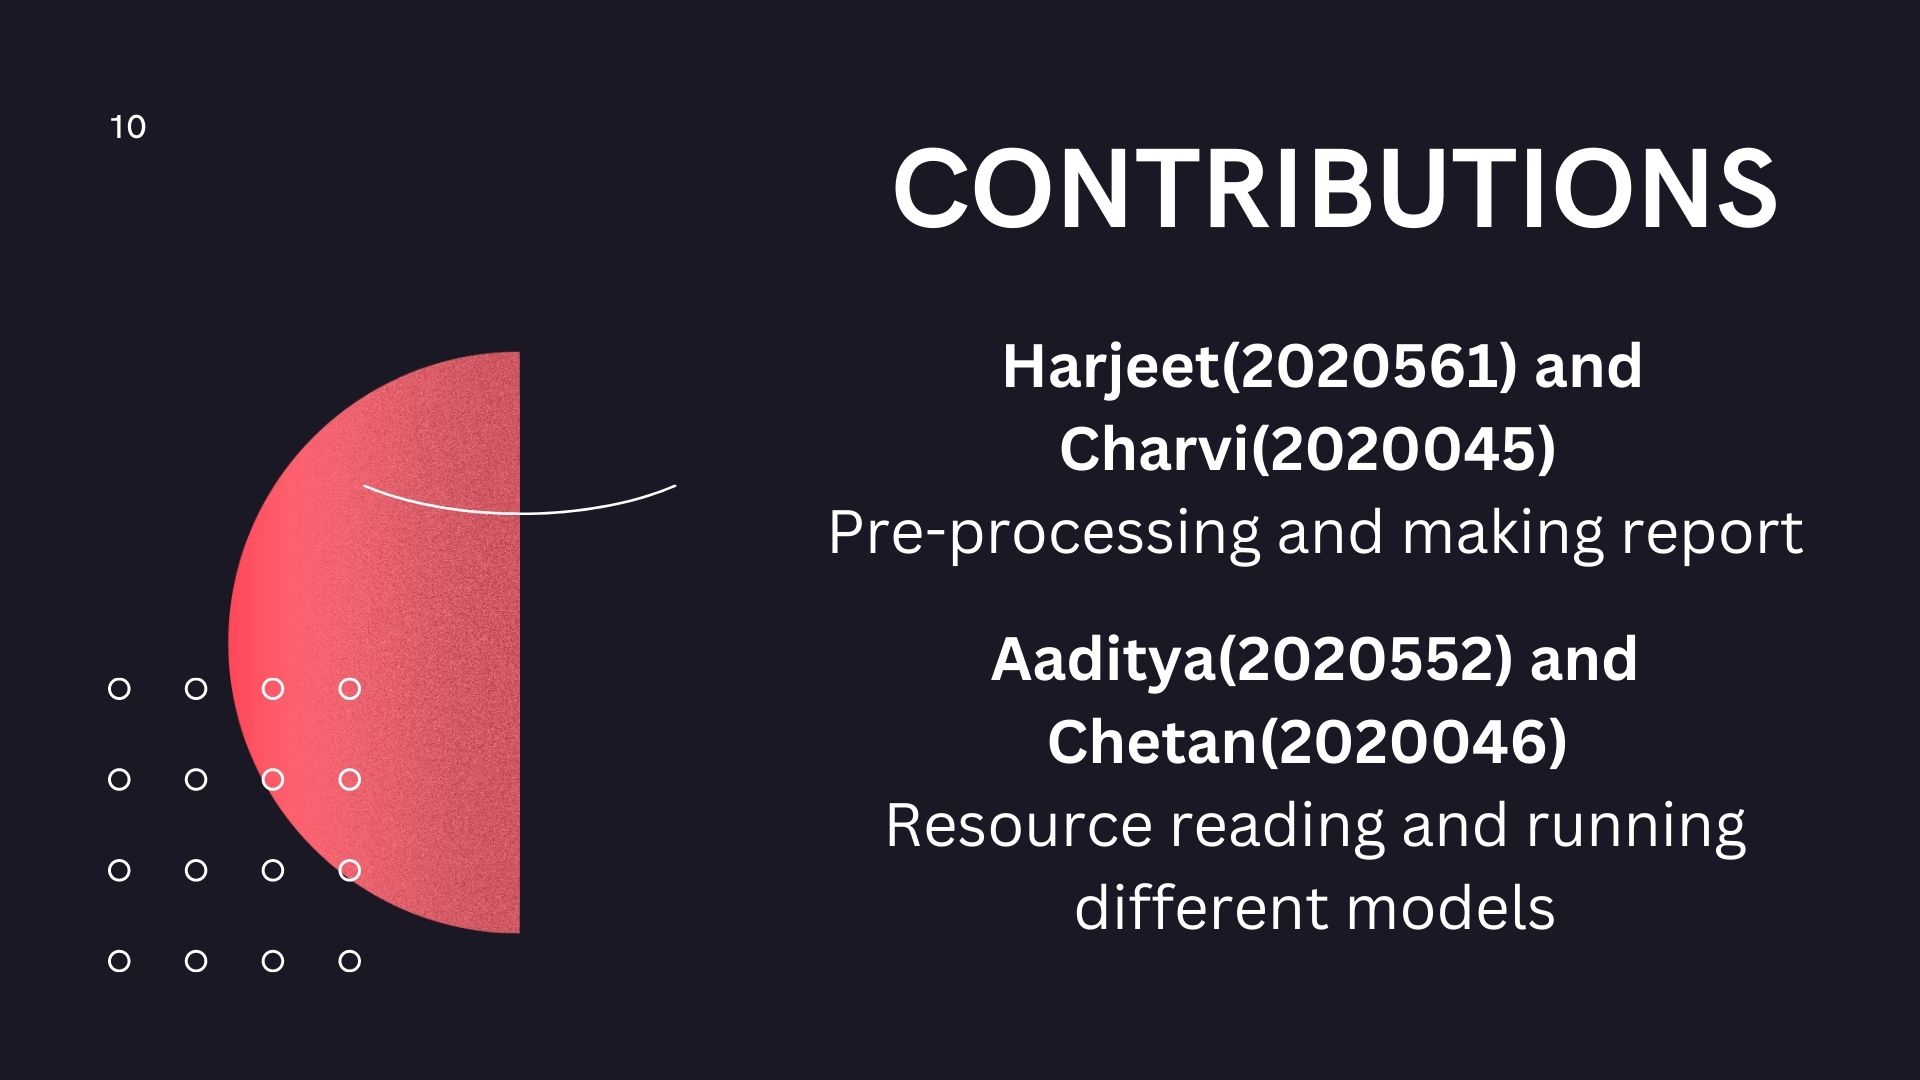 10
CONTRIBUTIONS
Harjeet(2020561) and
Charvi(2020045)
Pre-processing and making report
Aaditya(2020552) and
Chetan(2020046)
Resource reading and running
different models